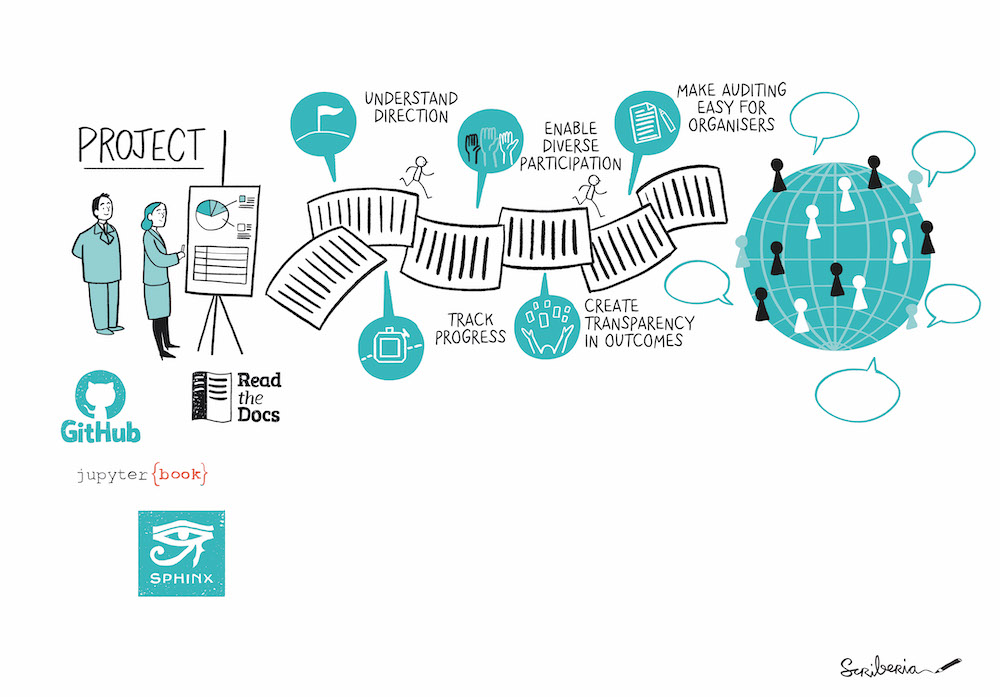 PROJECT
UNDERSTAND
DIRECTION
ENABLE
DIVERSE
PARTICIPATION
MAKE AUDITING
EASY FOR
ORGANISERS
TRACK
PROGRESS
CREATE
TRANSPARENCY
IN OUTCOMES
GitHub
Read
the
Docs
jupyter{book}
SPHINX
Scriberia